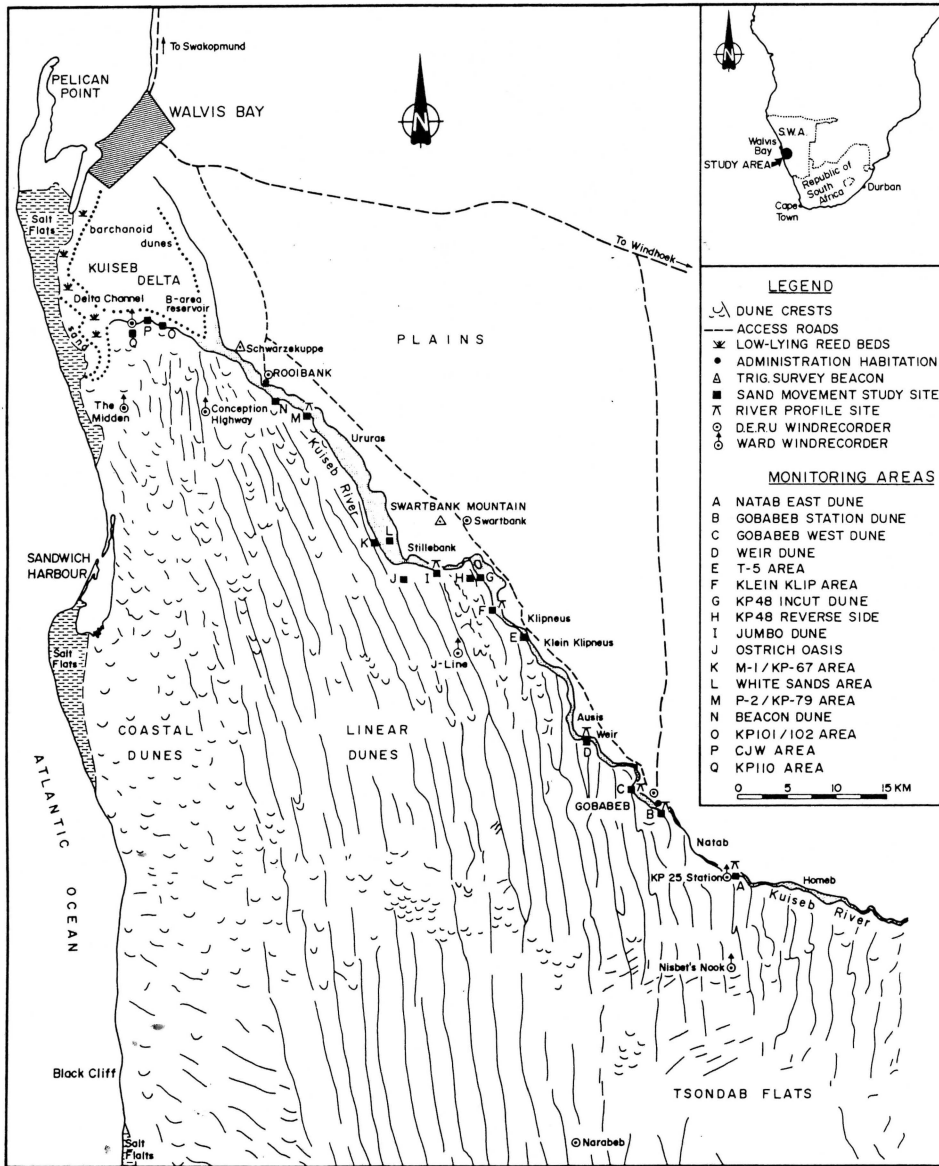 To Swakopmund
PELICAN
POINT
WALVIS BAY
N
N
S.W.A.
Walvis
Bay
STUDY AREA
Republic of
South
Africa
Durban
Cape
Town
Salt
Flats
barchanoid
dunes
KUISEB
DELTA
To Windhoek
Delta Channel
B-area
reservoir
sand
P
O
Q
PLAINS
Schwarzekuppe
ROOIBANK
The
Midden
Conception
Highway
N
M
Ururas
Kuiseb River
SWARTBANK MOUNTAIN
Swartbank
K
L
Stillebank
J
I
H
G
SANDWICH
HARBOUR
F
Klipneus
E
Klein Klipneus
J-Line
Salt
Flats
COASTAL
DUNES
LINEAR
DUNES
Ausis
Weir
D
C
GOBABEB
B
ATLANTIC
OCEAN
Natab
KP 25 Station
A
Homeb
Kuiseb River
Nisbet's Nook
Black Cliff
TSONDAB FLATS
Narabeb
Salt
Flalts
LEGEND
DUNE CRESTS
ACCESS ROADS
LOW-LYING REED BEDS
ADMINISTRATION HABITATION
TRIG. SURVEY BEACON
SAND MOVEMENT STUDY SITE
RIVER PROFILE SITE
D.E.R.U WINDRECORDER
WARD WINDRECORDER
MONITORING AREAS
A NATAB EAST DUNE
B GOBABEB STATION DUNE
C GOBABEB WEST DUNE
D WEIR DUNE
E T-5 AREA
F KLEIN KLIP AREA
G KP48 INCUT DUNE
H KP48 REVERSE SIDE
I JUMBO DUNE
J OSTRICH OASIS
K M-1/KP-67 AREA
L WHITE SANDS AREA
M P-2/KP-79 AREA
N BEACON DUNE
O KP101/102 AREA
P CJW AREA
Q KP110 AREA
0 5 10 15 KM